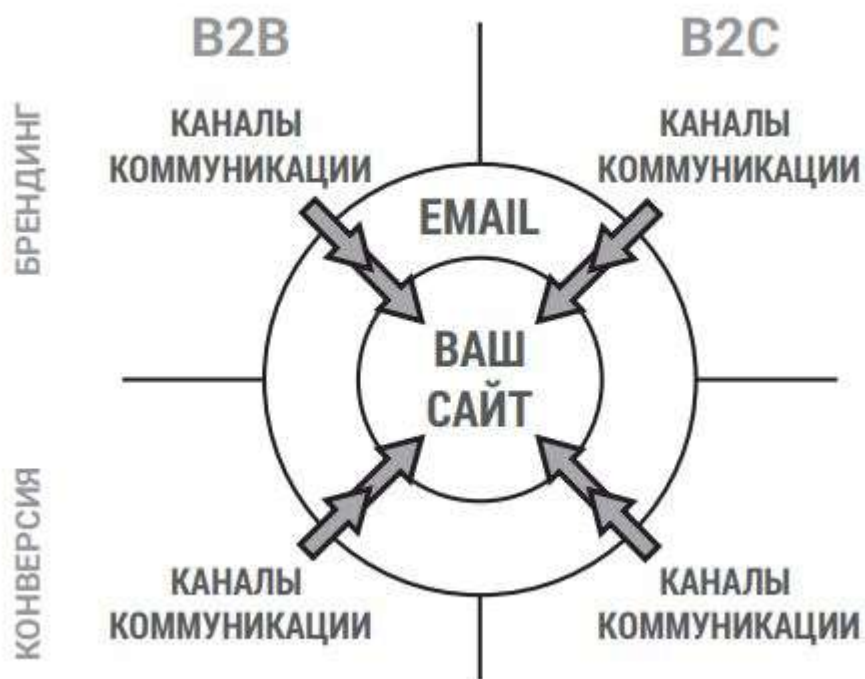 B2B
B2C
БРЕНДИНГ
КАНАЛЫ
КОММУНИКАЦИИ
КАНАЛЫ
КОММУНИКАЦИИ
EMAIL
ВАШ
САЙТ
КОНВЕРСИЯ
КАНАЛЫ
КОММУНИКАЦИИ
КАНАЛЫ
КОММУНИКАЦИИ